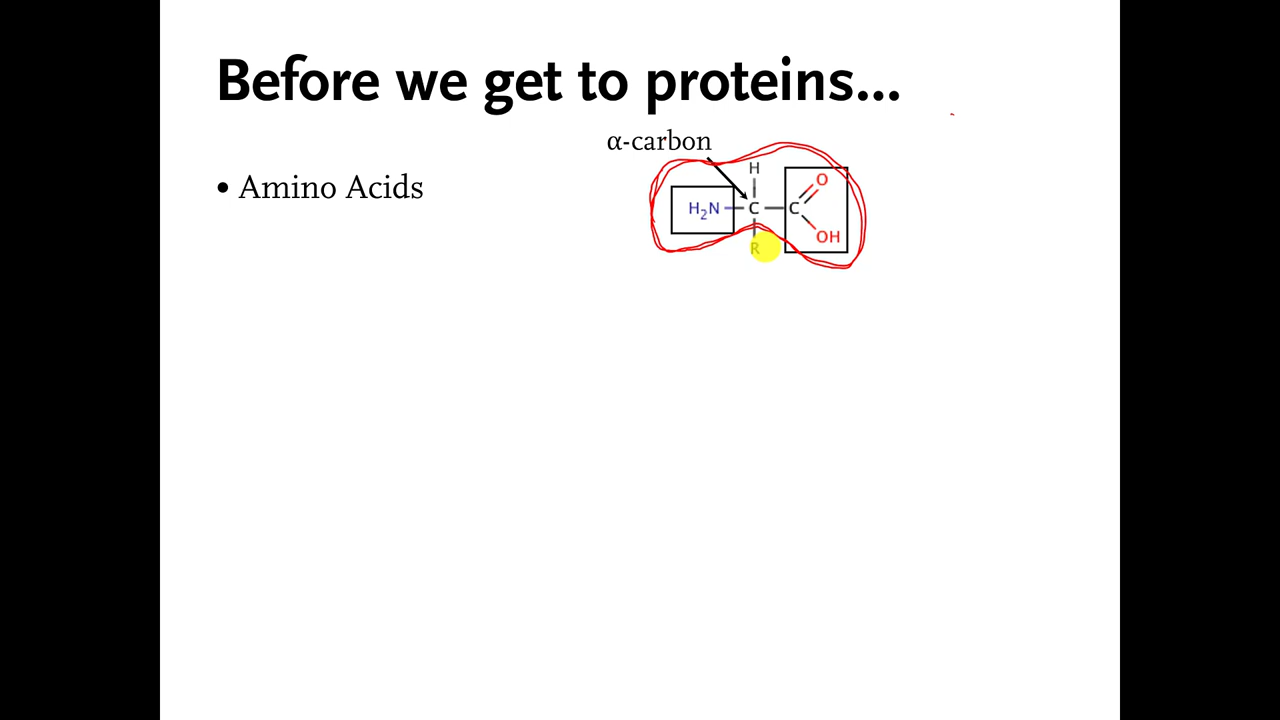 Before we get to proteins...
α-carbon
• Amino Acids
H
O
H₂N C C
OH
R